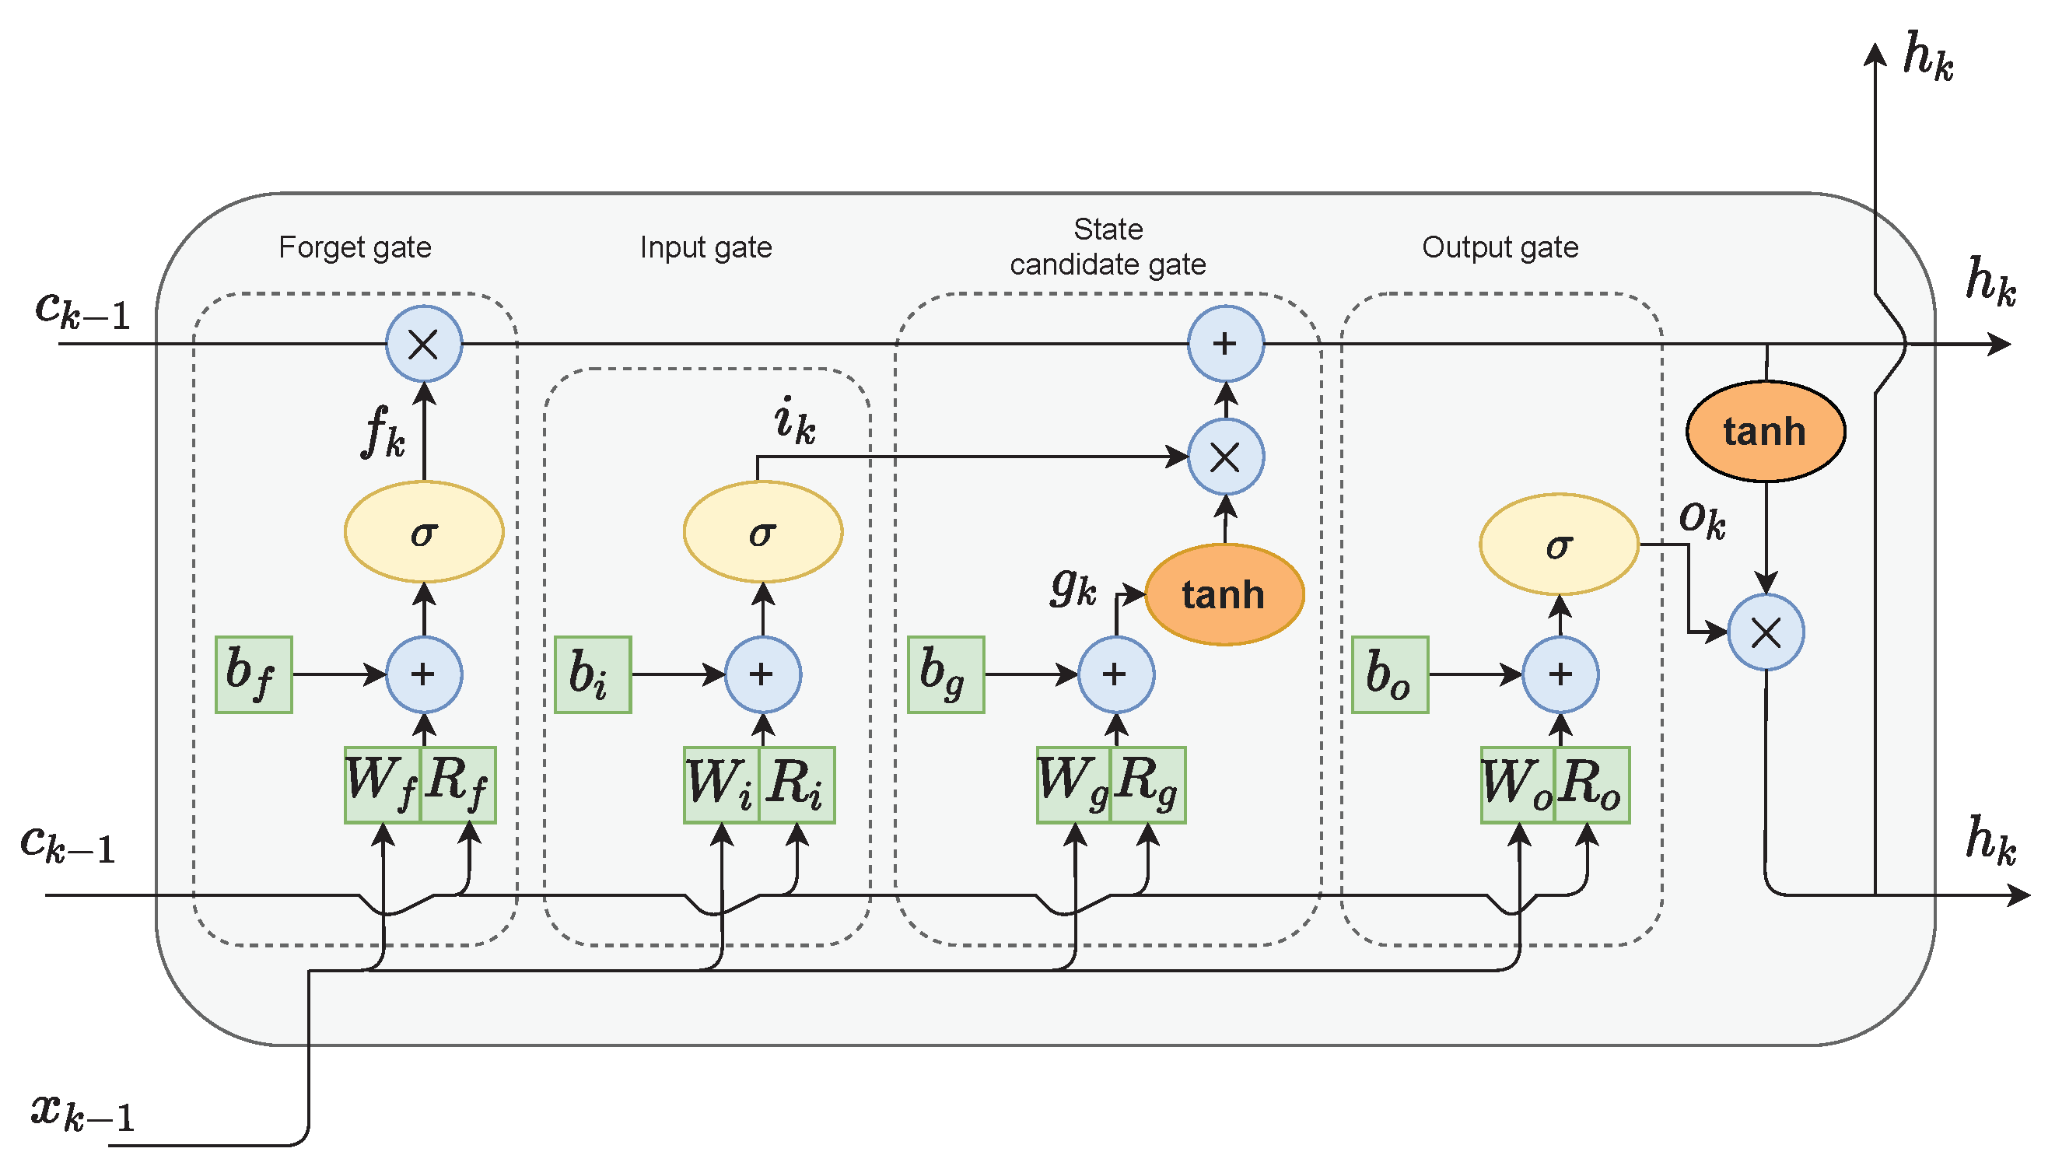 h_k
State
Forget gate
Input gate
candidate gate
Output gate
c_{k-1}
×
+
h_k
f_k
i_k
×
tanh
σ
σ
g_k
tanh
σ
o_k
×
b_f
+
b_i
+
b_g
+
b_o
+
W_f R_f
W_i R_i
W_g R_g
W_o R_o
c_{k-1}
h_k
x_{k-1}